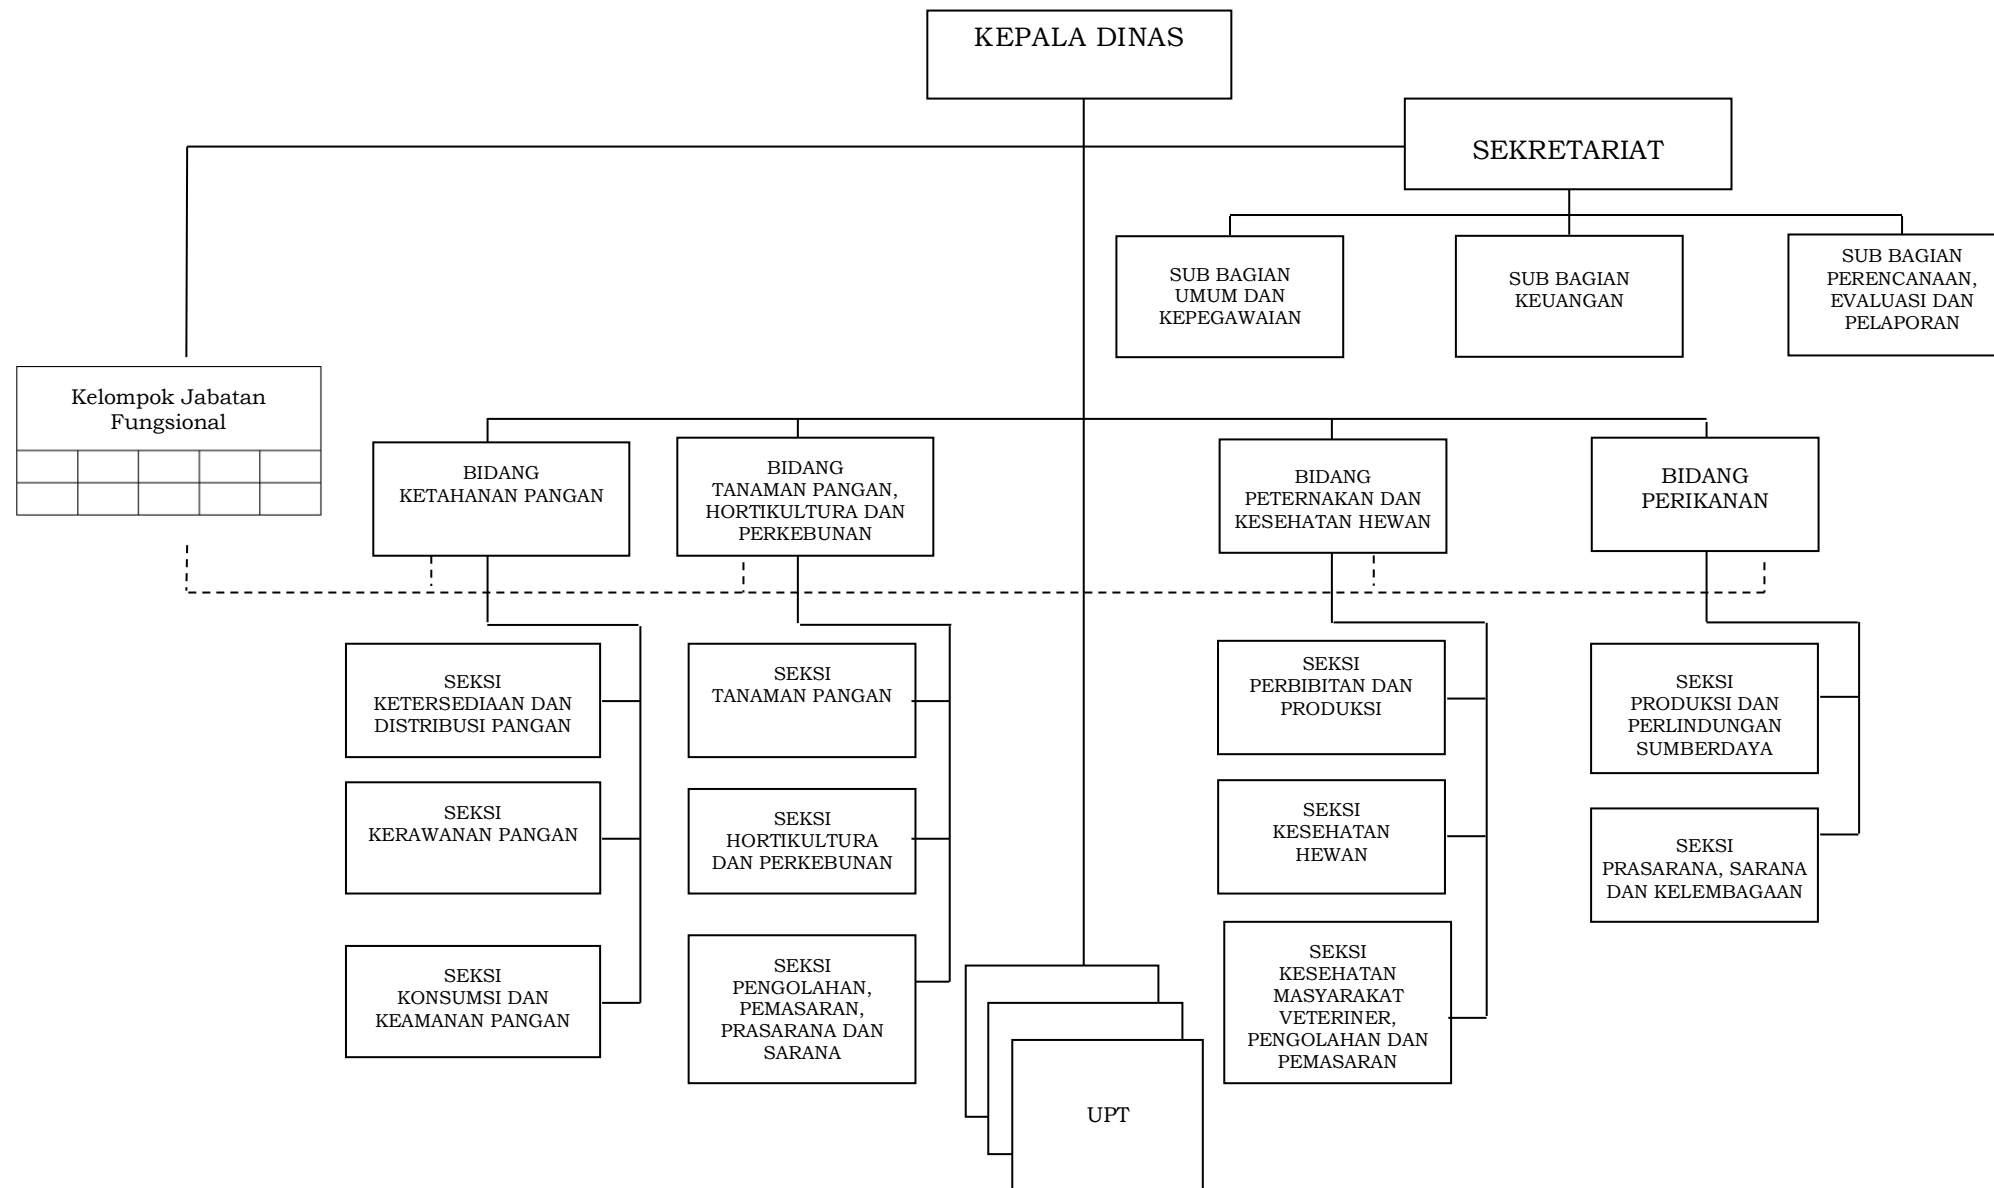 KEPALA DINAS
SEKRETARIAT
SUB BAGIAN
UMUM DAN
KEPEGAWAIAN
SUB BAGIAN
KEUANGAN
SUB BAGIAN
PERENCANAAN,
EVALUASI DAN
PELAPORAN
Kelompok Jabatan
Fungsional
BIDANG
KETAHANAN PANGAN
BIDANG
TANAMAN PANGAN,
HORTIKULTURA DAN
PERKEBUNAN
BIDANG
PETERNAKAN DAN
KESEHATAN HEWAN
BIDANG
PERIKANAN
SEKSI
KETERSEDIAAN DAN
DISTRIBUSI PANGAN
SEKSI
KERAWANAN PANGAN
SEKSI
KONSUMSI DAN
KEAMANAN PANGAN
SEKSI
TANAMAN PANGAN
SEKSI
HORTIKULTURA
DAN PERKEBUNAN
SEKSI
PENGOLAHAN,
PEMASARAN,
PRASARANA DAN
SARANA
SEKSI
PERBIBITAN DAN
PRODUKSI
SEKSI
KESEHATAN
HEWAN
SEKSI
KESEHATAN
MASYARAKAT
VETERINER,
PENGOLAHAN DAN
PEMASARAN
SEKSI
PRODUKSI DAN
PERLINDUNGAN
SUMBERDAYA
SEKSI
PRASARANA, SARANA
DAN KELEMBAGAAN
UPT